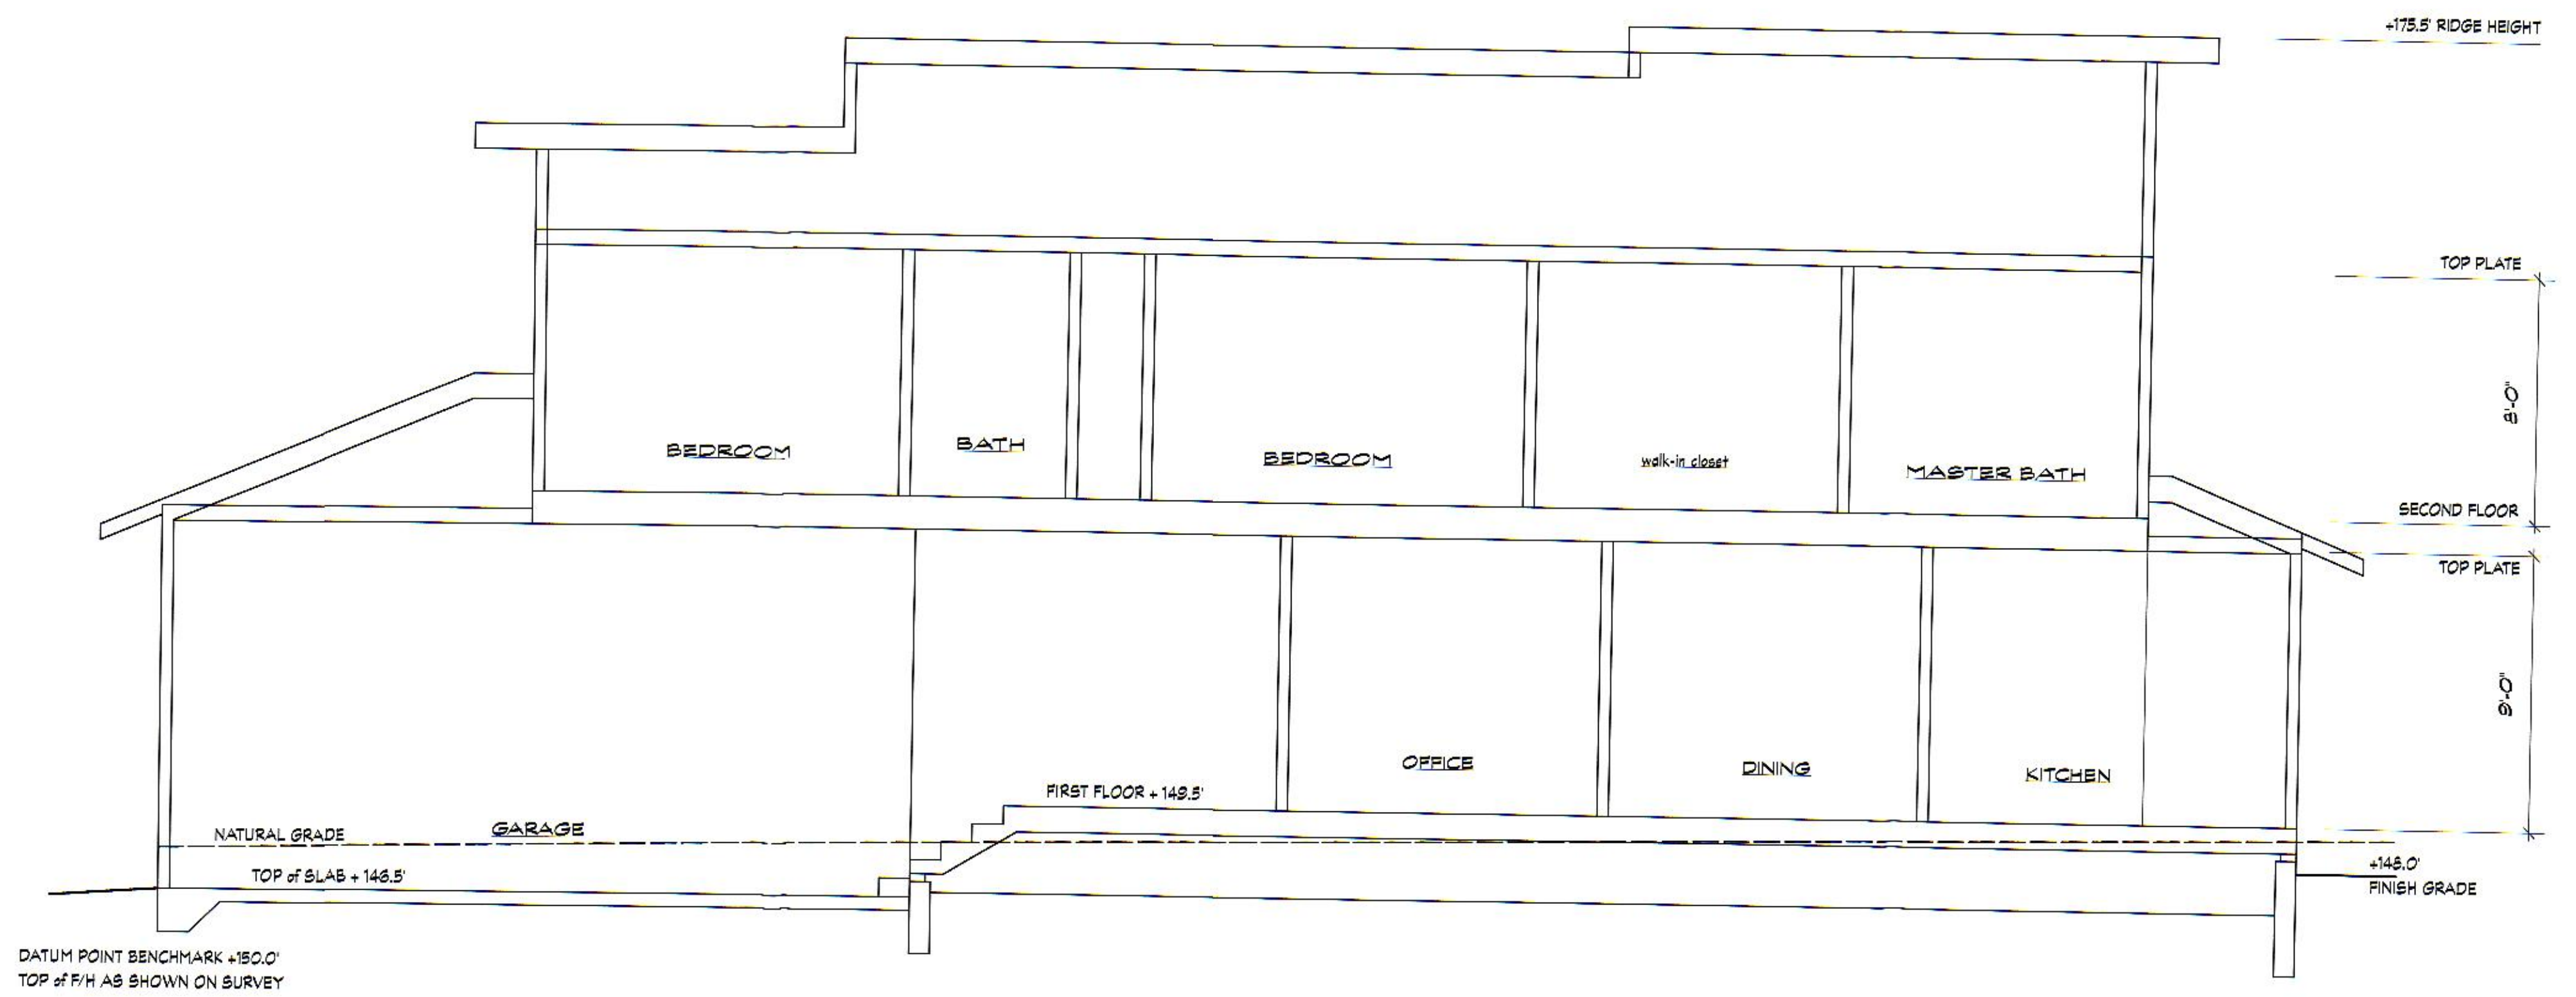 +175.5' RIDGE HEIGHT
TOP PLATE
8'-0"
BEDROOM
BATH
BEDROOM
walk-in closet
MASTER BATH
SECOND FLOOR
TOP PLATE
9'-0"
OFFICE
DINING
KITCHEN
FIRST FLOOR + 149.5'
NATURAL GRADE
GARAGE
TOP of SLAB + 146.5'
+148.0'
FINISH GRADE
DATUM POINT BENCHMARK +150.0'
TOP of F/H AS SHOWN ON SURVEY